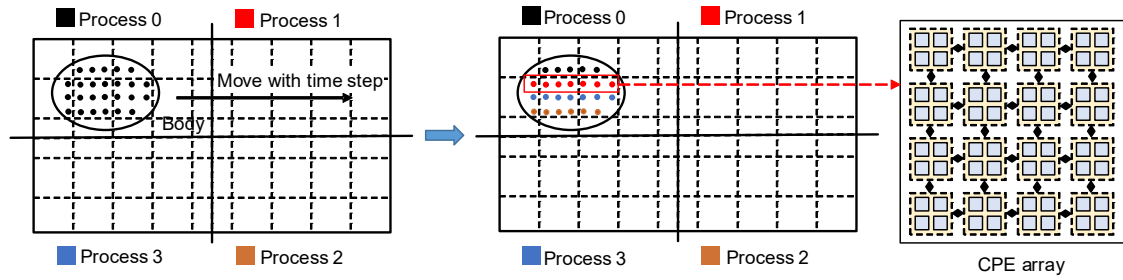 Process 0
Process 1
Move with time step
Body
Process 3
Process 2
Process 0
Process 1
Process 3
Process 2
CPE array